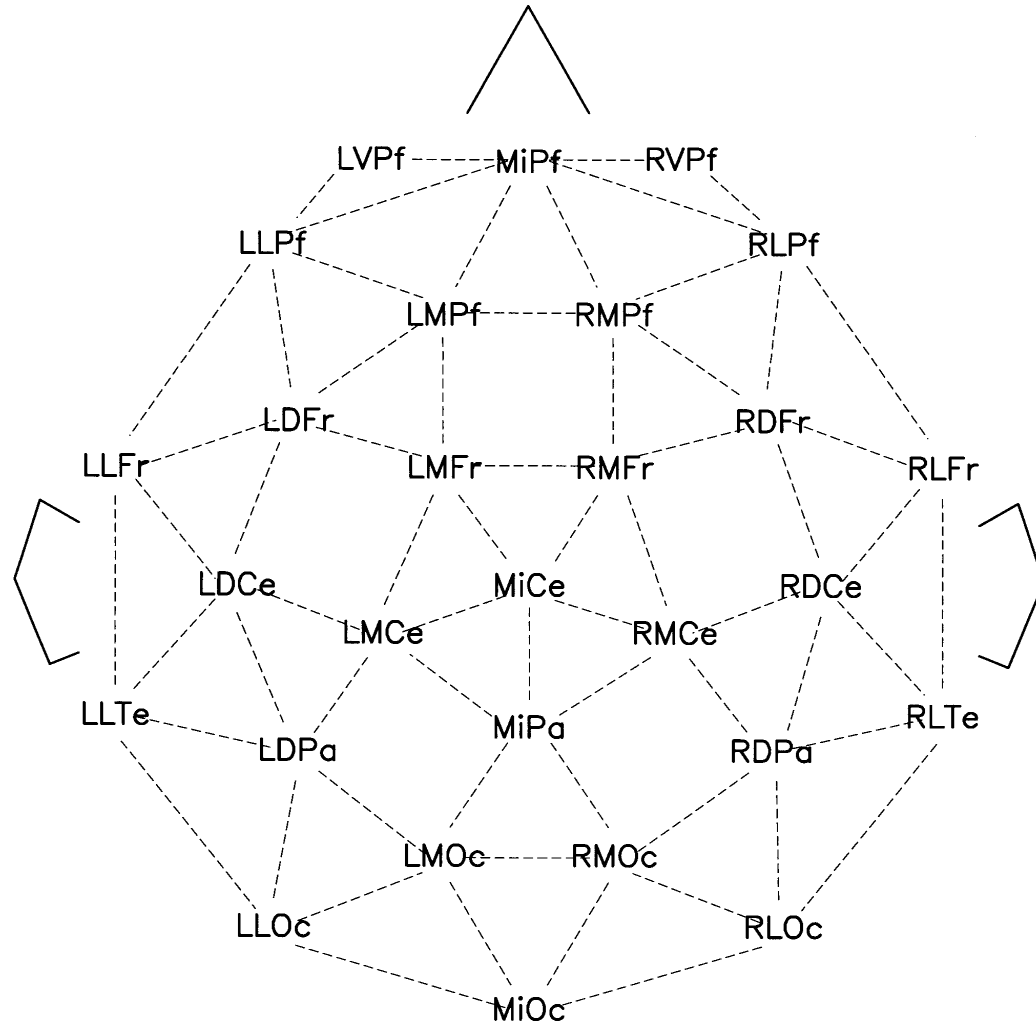 LVPf MiPf RVPf
LLPf RLPf
LMPf RMPf
LDFr RDFr
LLFr LMFr RMFr RLFr
LDCe MiCe RDCe
LMCe RMCe
LLTe MiPa RLTe
LDPa RDPa
LMOc RMOc
LLOc RLOc
MiOc